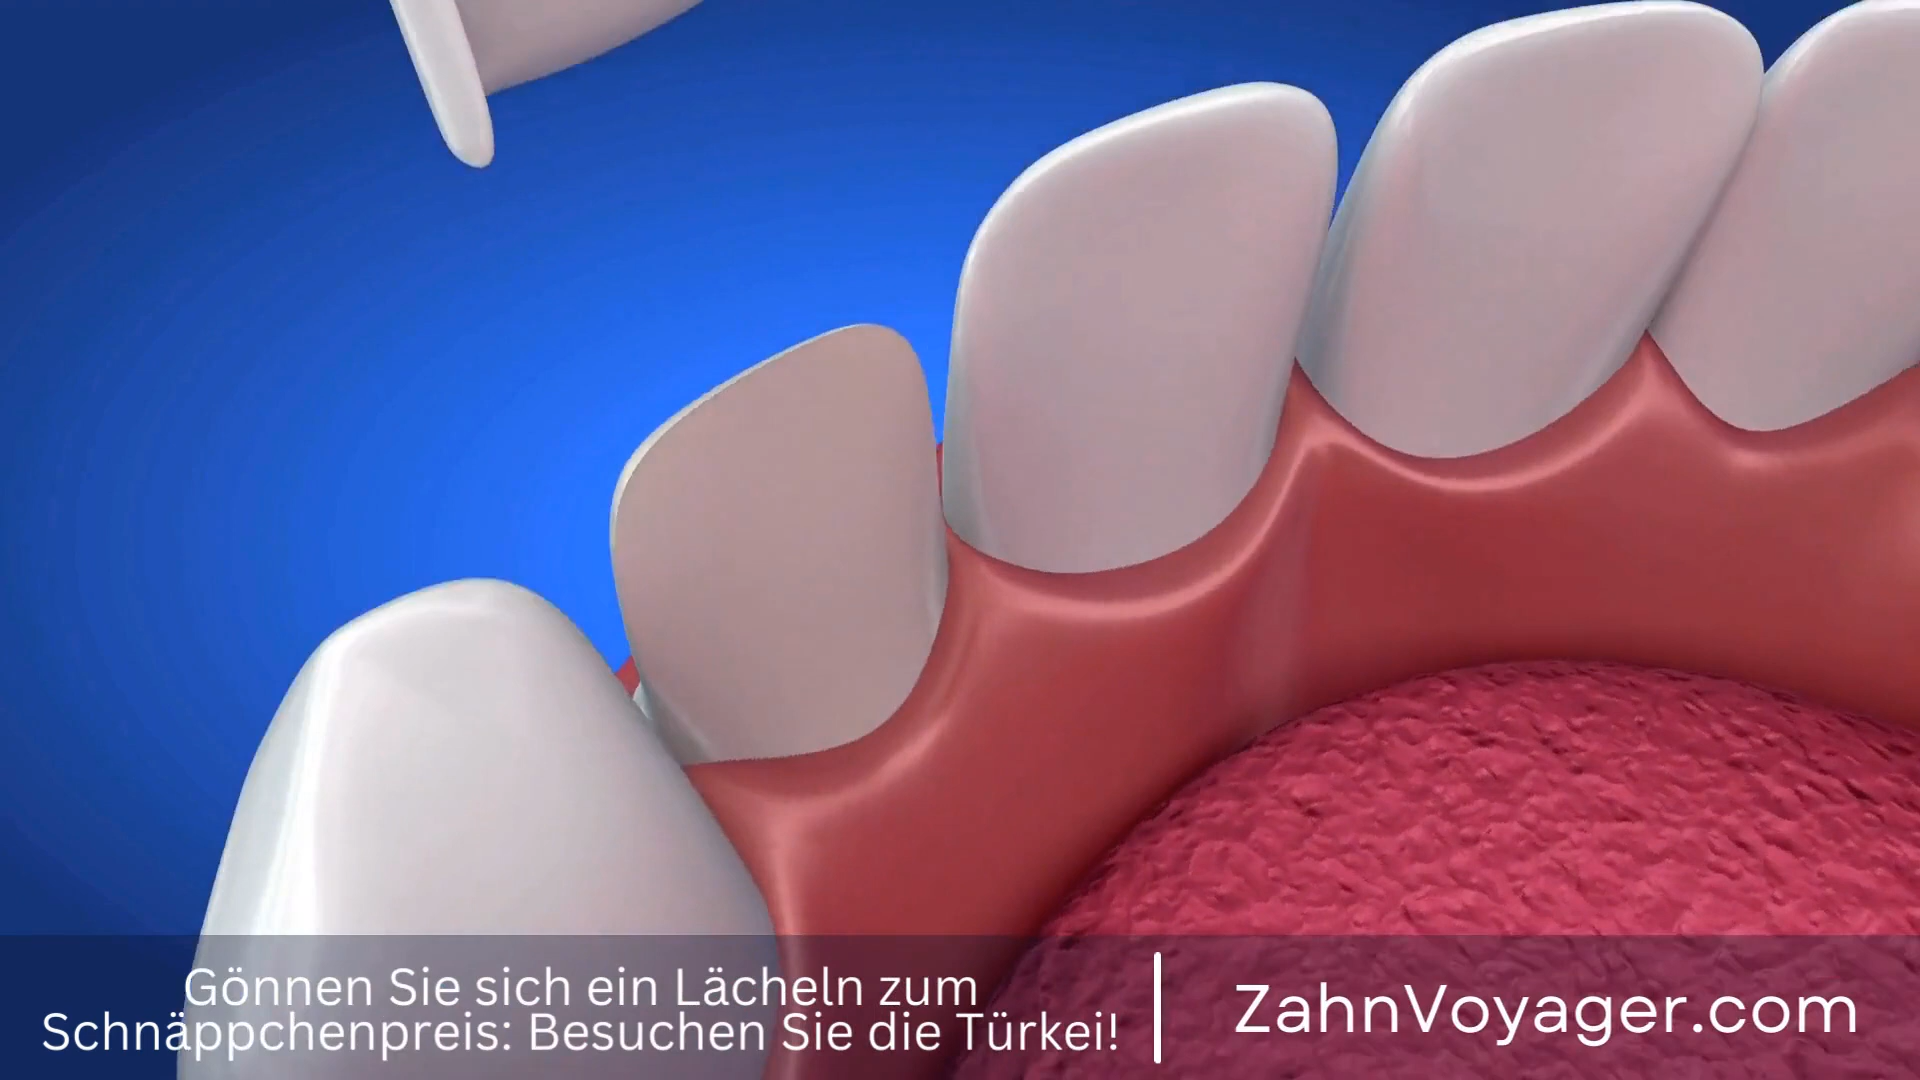 Gönnen Sie sich ein Lächeln zum
Schnäppchenpreis: Besuchen Sie die Türkei!
ZahnVoyager.com